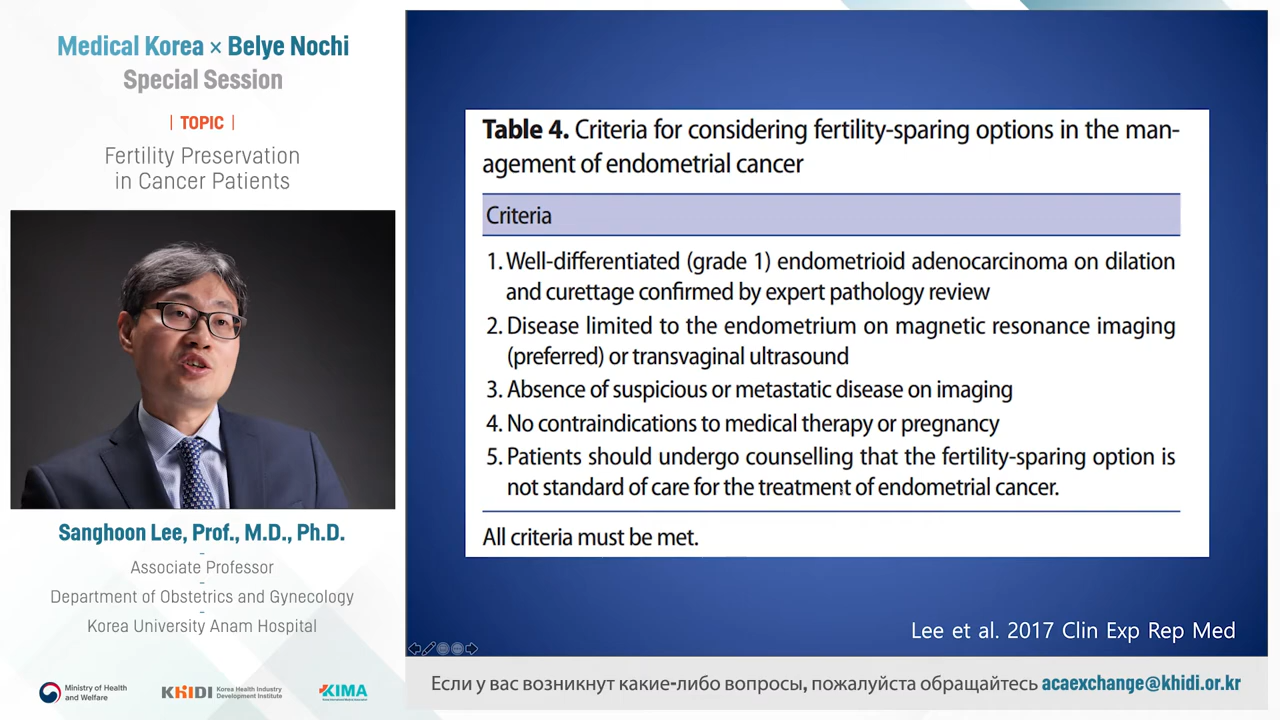 Medical Korea × Belye Nochi
Special Session
| TOPIC |
Fertility Preservation
in Cancer Patients
Sanghoon Lee, Prof., M.D., Ph.D.
-
Associate Professor
-
Department of Obstetrics and Gynecology
-
Korea University Anam Hospital
Ministry of Health
and Welfare
KHIDI Korea Health Industry
Development Institute
KIMA
Table 4. Criteria for considering fertility-sparing options in the man-
agement of endometrial cancer
Criteria
1. Well-differentiated (grade 1) endometrioid adenocarcinoma on dilation
and curettage confirmed by expert pathology review
2. Disease limited to the endometrium on magnetic resonance imaging
(preferred) or transvaginal ultrasound
3. Absence of suspicious or metastatic disease on imaging
4. No contraindications to medical therapy or pregnancy
5. Patients should undergo counselling that the fertility-sparing option is
not standard of care for the treatment of endometrial cancer.
All criteria must be met.
Lee et al. 2017 Clin Exp Rep Med
Если у вас возникнут какие-либо вопросы, пожалуйста обращайтесь acaexchange@khidi.or.kr